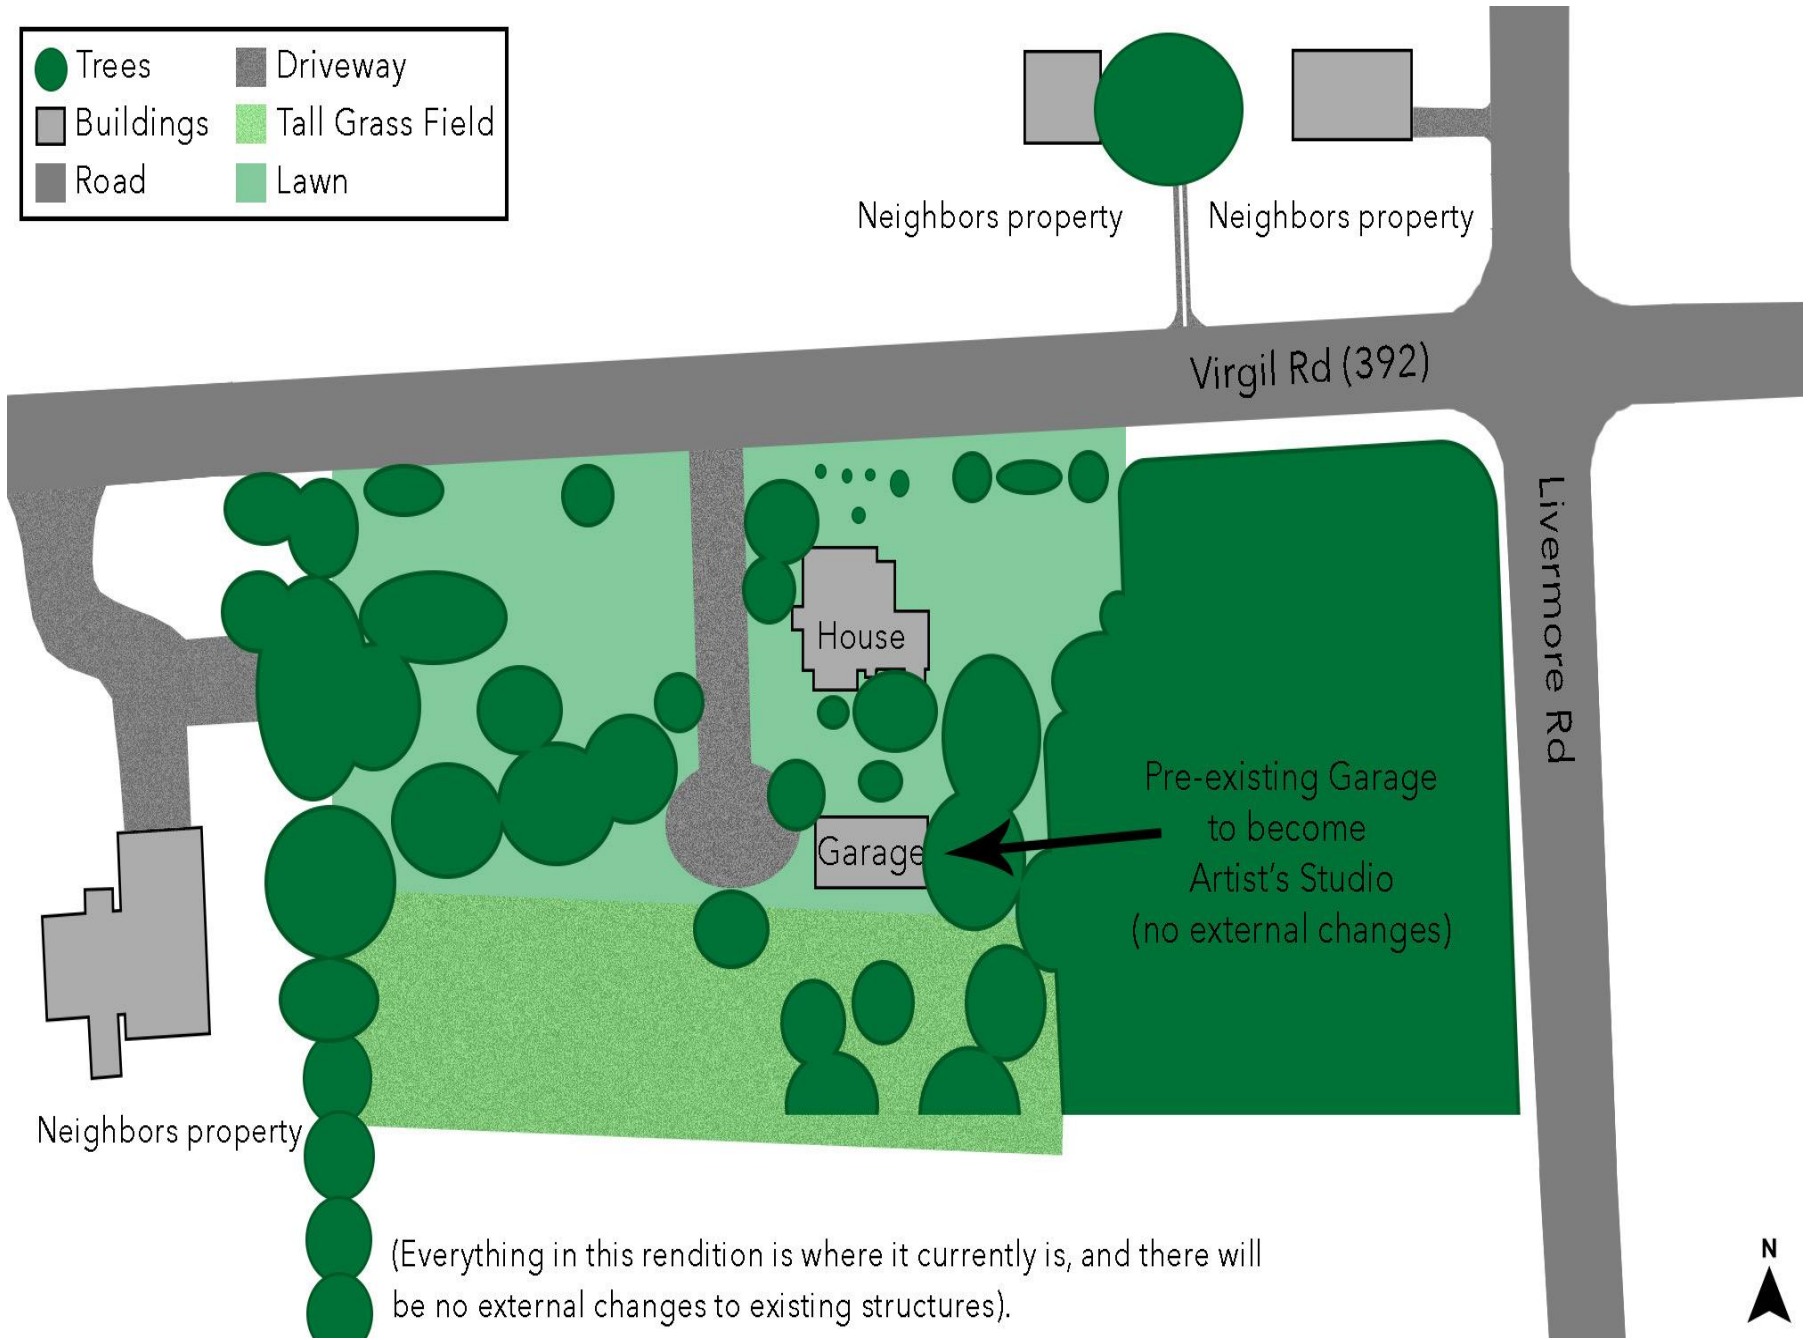 Trees
Driveway
Buildings
Tall Grass Field
Road
Lawn
Neighbors property
Neighbors property
Virgil Rd (392)
Livermore Rd
House
Pre-existing Garage
to become
Artist's Studio
(no external changes)
Garage
Neighbors property
(Everything in this rendition is where it currently is, and there will
be no external changes to existing structures).
N